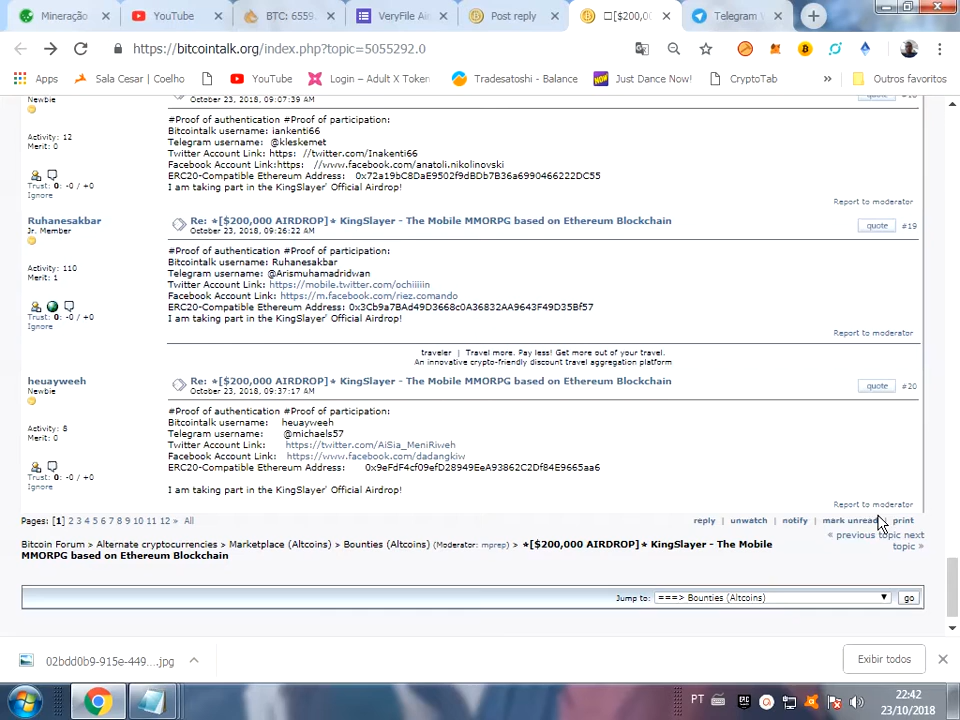 Mineração
YouTube
BTC: 6559.
VeryFile Air
Post reply
[$200,00
Telegram W
https://bitcointalk.org/index.php?topic=5055292.0
Apps
Sala Cesar | Coelho
YouTube
Login – Adult X Token
Tradesatoshi - Balance
Just Dance Now!
CryptoTab
»
Outros favoritos
Newbie
October 23, 2018, 09:07:39 AM
quote
Activity: 12
Merit: 0
Trust: 0: -0 / +0
Ignore
#Proof of authentication #Proof of participation:
Bitcointalk username: iankenti66
Telegram username: @kleskemet
Twitter Account Link: https: //twitter.com/Inakenti66
Facebook Account Link:https: //www.facebook.com/anatoli.nikolinovski
ERC20-Compatible Ethereum Address: 0x72a19bC8DaE9502f9dBDb7B36a6990466222DC55
I am taking part in the KingSlayer' Official Airdrop!
Report to moderator
Ruhanesakbar
Jr. Member
Activity: 110
Merit: 1
Trust: 0: -0 / +0
Ignore
Re: ★[$200,000 AIRDROP]★ KingSlayer - The Mobile MMORPG based on Ethereum Blockchain
October 23, 2018, 09:26:22 AM
quote #19
#Proof of authentication #Proof of participation:
Bitcointalk username: Ruhanesakbar
Telegram username: @Arismuhamadridwan
Twitter Account Link: https://mobile.twitter.com/ochiiiiin
Facebook Account Link: https://m.facebook.com/riez.comando
ERC20-Compatible Ethereum Address: 0x3Cb9a7BAd49D3668c0A36832AA9643F49D35Bf57
I am taking part in the KingSlayer' Official Airdrop!
Report to moderator
traveler | Travel more. Pay less! Get more out of your travel.
An innovative crypto-friendly discount travel aggregation platform
heuayweeh
Newbie
Activity: 8
Merit: 0
Trust: 0: -0 / +0
Ignore
Re: ★[$200,000 AIRDROP]★ KingSlayer - The Mobile MMORPG based on Ethereum Blockchain
October 23, 2018, 09:37:17 AM
quote #20
#Proof of authentication #Proof of participation:
Bitcointalk username: heuayweeh
Telegram username: @michaels57
Twitter Account Link: https://twitter.com/AiSia_MeniRiweh
Facebook Account Link: https://www.facebook.com/dadangkiw
ERC20-Compatible Ethereum Address: 0x9eFdF4cf09efD28949EeA93862C2Df84E9665aa6
I am taking part in the KingSlayer' Official Airdrop!
Report to moderator
Pages: [1] 2 3 4 5 6 7 8 9 10 11 12 » All
reply | unwatch | notify | mark unread | print
Bitcoin Forum > Alternate cryptocurrencies > Marketplace (Altcoins) > Bounties (Altcoins) (Moderator: mprep) > ★[$200,000 AIRDROP]★ KingSlayer - The Mobile
MMORPG based on Ethereum Blockchain
« previous topic next
topic »
Jump to: ===> Bounties (Altcoins) go
02bdd0b9-915e-449....jpg
Exibir todos
PT
22:42
23/10/2018